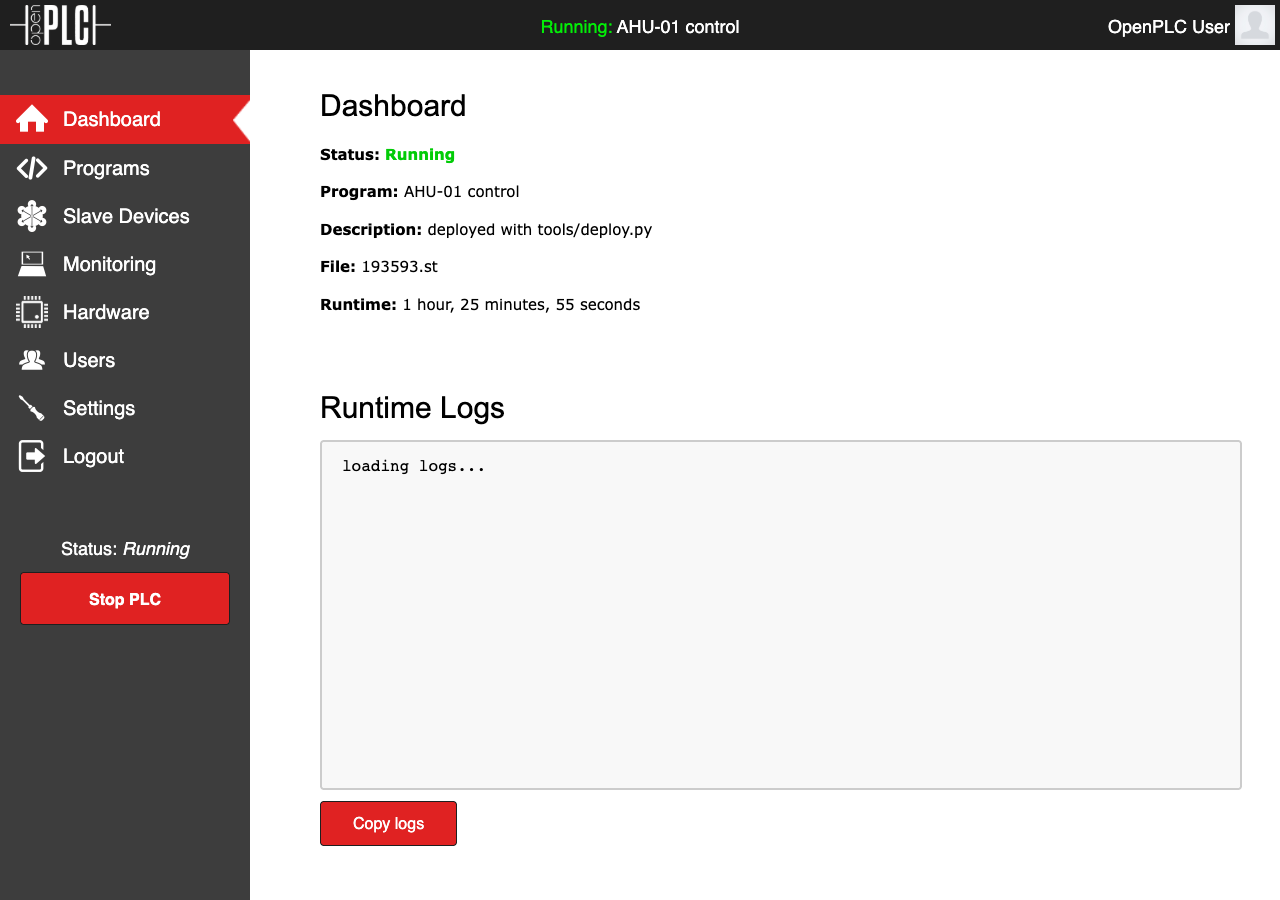 open PLC
Running: AHU-01 control
OpenPLC User
Dashboard
Programs
Slave Devices
Monitoring
Hardware
Users
Settings
Logout
Status: Running
Stop PLC
Dashboard
Status: Running
Program: AHU-01 control
Description: deployed with tools/deploy.py
File: 193593.st
Runtime: 1 hour, 25 minutes, 55 seconds
Runtime Logs
loading logs...
Copy logs